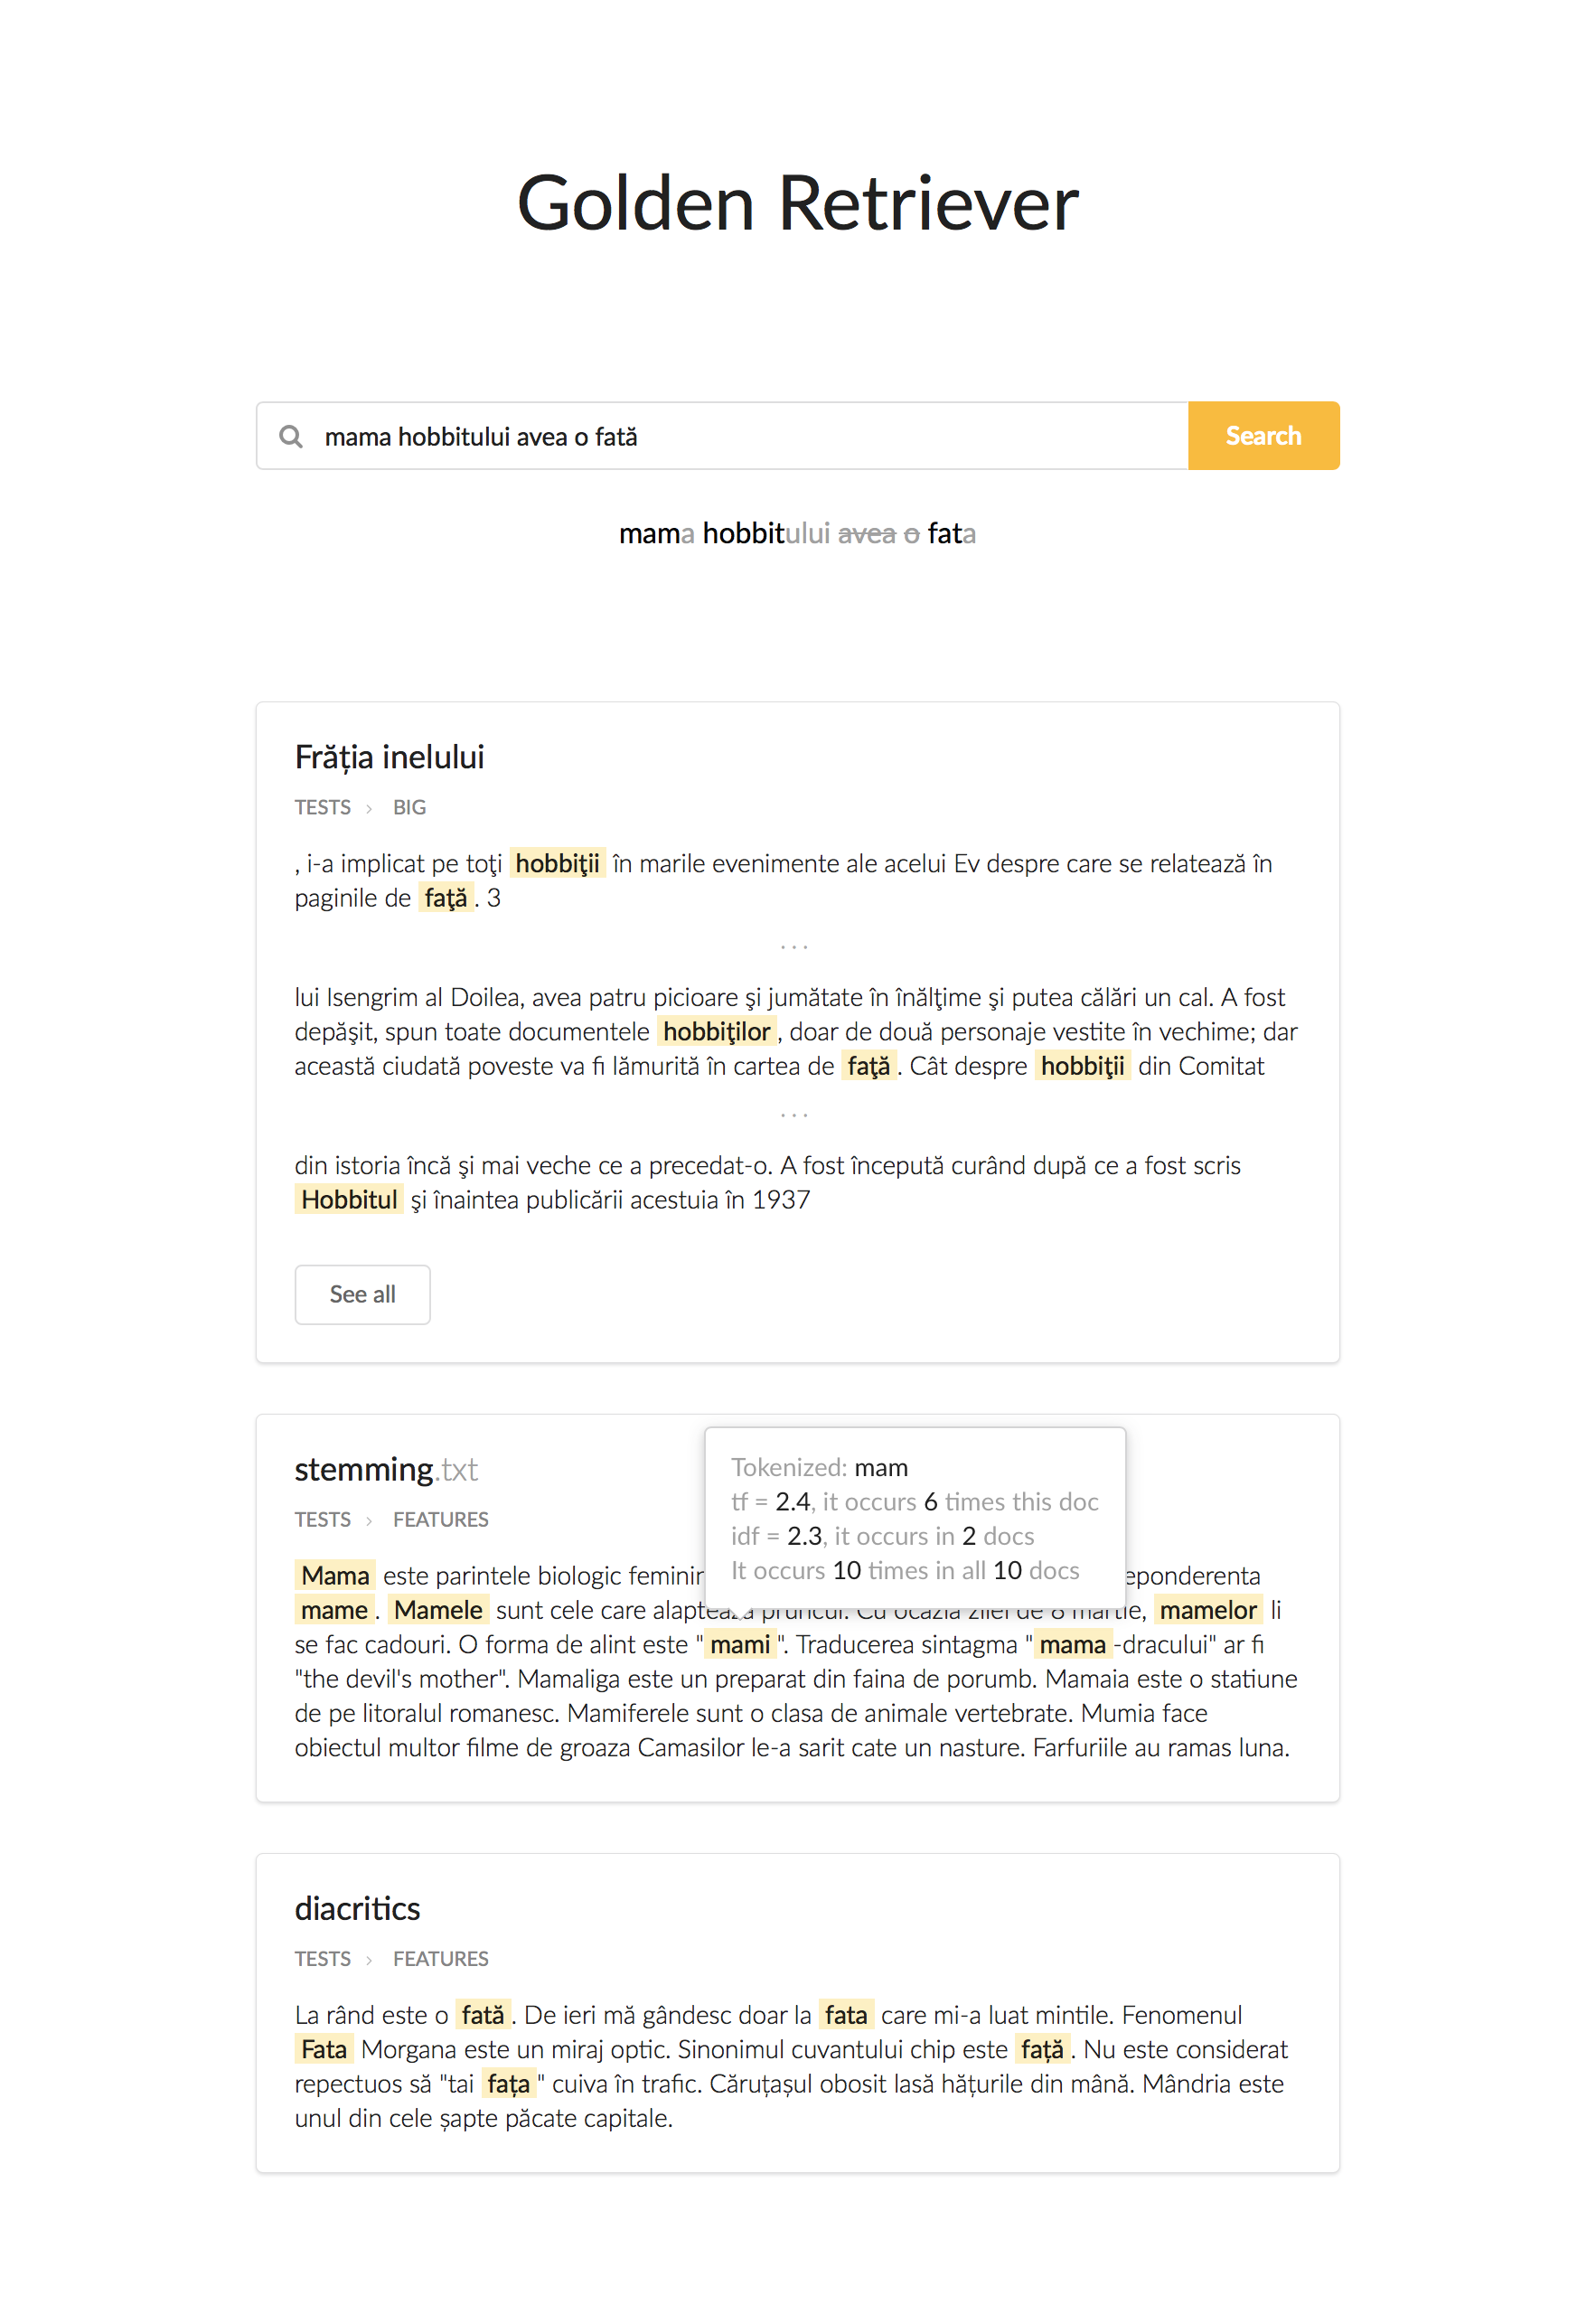 Golden Retriever
mama hobbitului avea o fată
Search
mama hobbitului avea o fata
Frăția inelului
TESTS › BIG
, i-a implicat pe toţi hobbiţii în marile evenimente ale acelui Ev despre care se relatează în
paginile de faţă. 3
...
lui Isengrim al Doilea, avea patru picioare şi jumătate în înălţime şi putea călări un cal. A fost
depăşit, spun toate documentele hobbiţilor, doar de două personaje vestite în vechime; dar
această ciudată poveste va fi lămurită în cartea de faţă. Cât despre hobbiţii din Comitat
...
din istoria încă şi mai veche ce a precedat-o. A fost începută curând după ce a fost scris
Hobbitul şi înaintea publicării acestuia în 1937
See all
stemming.txt
TESTS › FEATURES
Tokenized: mam
tf = 2.4, it occurs 6 times this doc
idf = 2.3, it occurs in 2 docs
It occurs 10 times in all 10 docs
Mama este parintele biologic feminin eponderenta
mame. Mamele sunt cele care alapteaza pruncul. Cu ocazia zilei de 8 martie, mamelor li
se fac cadouri. O forma de alint este "mami". Traducerea sintagma "mama-dracului" ar fi
"the devil's mother". Mamaliga este un preparat din faina de porumb. Mamaia este o statiune
de pe litoralul romanesc. Mamiferele sunt o clasa de animale vertebrate. Mumia face
obiectul multor filme de groaza Camasilor le-a sarit cate un nasture. Farfuriile au ramas luna.
diacritics
TESTS › FEATURES
La rând este o fată. De ieri mă gândesc doar la fata care mi-a luat mintile. Fenomenul
Fata Morgana este un miraj optic. Sinonimul cuvantului chip este față. Nu este considerat
repectuos să "tai fața" cuiva în trafic. Căruțașul obosit lasă hățurile din mână. Mândria este
unul din cele șapte păcate capitale.